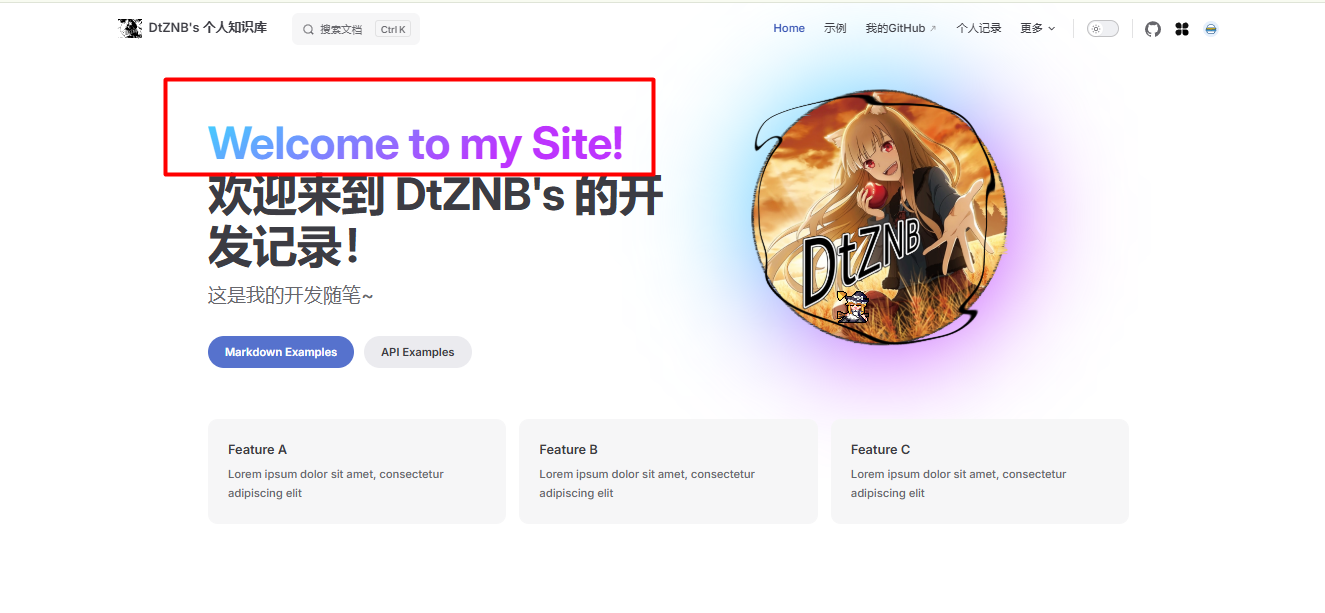 DtZNB's 个人知识库
搜索文档 Ctrl K
Home 示例 我的GitHub 个人记录 更多
Welcome to my Site!
欢迎来到 DtZNB's 的开
发记录！
这是我的开发随笔~
DtZNB
Markdown Examples API Examples
Feature A
Lorem ipsum dolor sit amet, consectetur
adipiscing elit
Feature B
Lorem ipsum dolor sit amet, consectetur
adipiscing elit
Feature C
Lorem ipsum dolor sit amet, consectetur
adipiscing elit